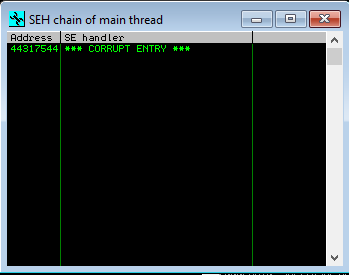 SEH chain of main thread
Address SE handler
44317544 *** CORRUPT ENTRY ***